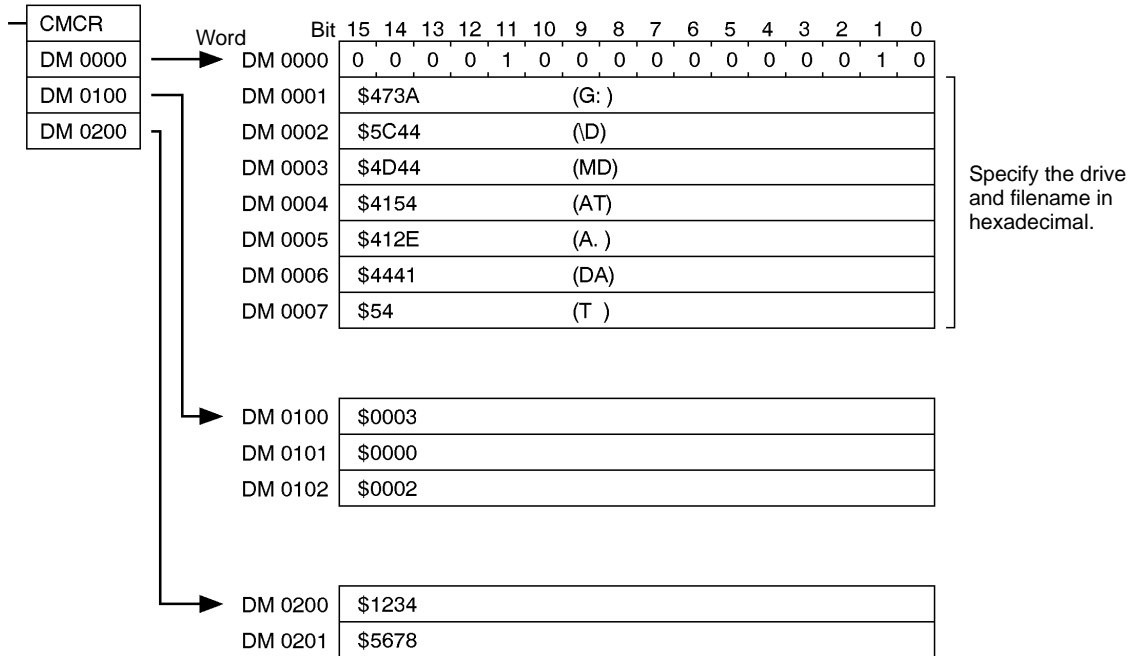 CMCR
DM 0000
DM 0100
DM 0200
Word Bit 15 14 13 12 11 10 9 8 7 6 5 4 3 2 1 0
DM 0000 0 0 0 0 1 0 0 0 0 0 0 0 0 0 1 0
DM 0001 $473A (G: )
DM 0002 $5C44 (\D)
DM 0003 $4D44 (MD)
DM 0004 $4154 (AT)
DM 0005 $412E (A. )
DM 0006 $4441 (DA)
DM 0007 $54 (T )
Specify the drive
and filename in
hexadecimal.
DM 0100 $0003
DM 0101 $0000
DM 0102 $0002
DM 0200 $1234
DM 0201 $5678